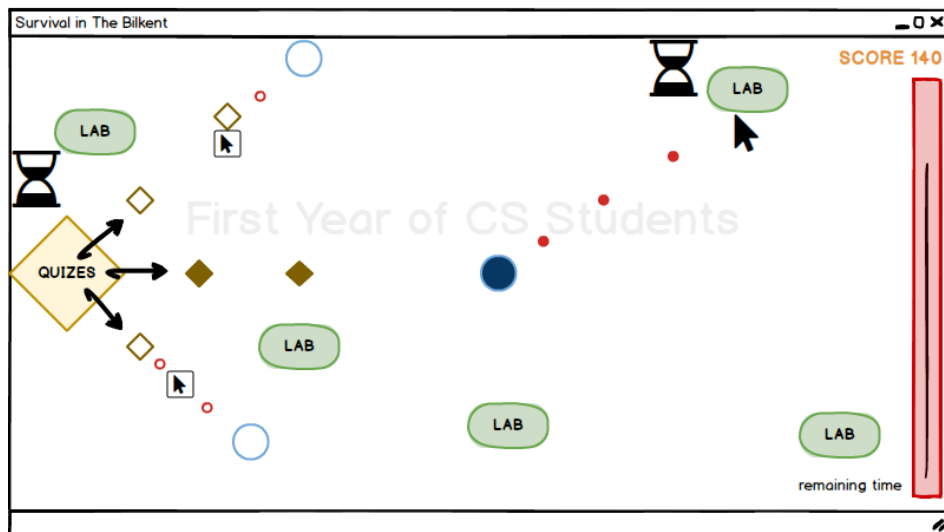 Survival in The Bilkent
SCORE 140
LAB
LAB
First Year of CS Students
QUIZES
LAB
LAB
LAB
remaining time